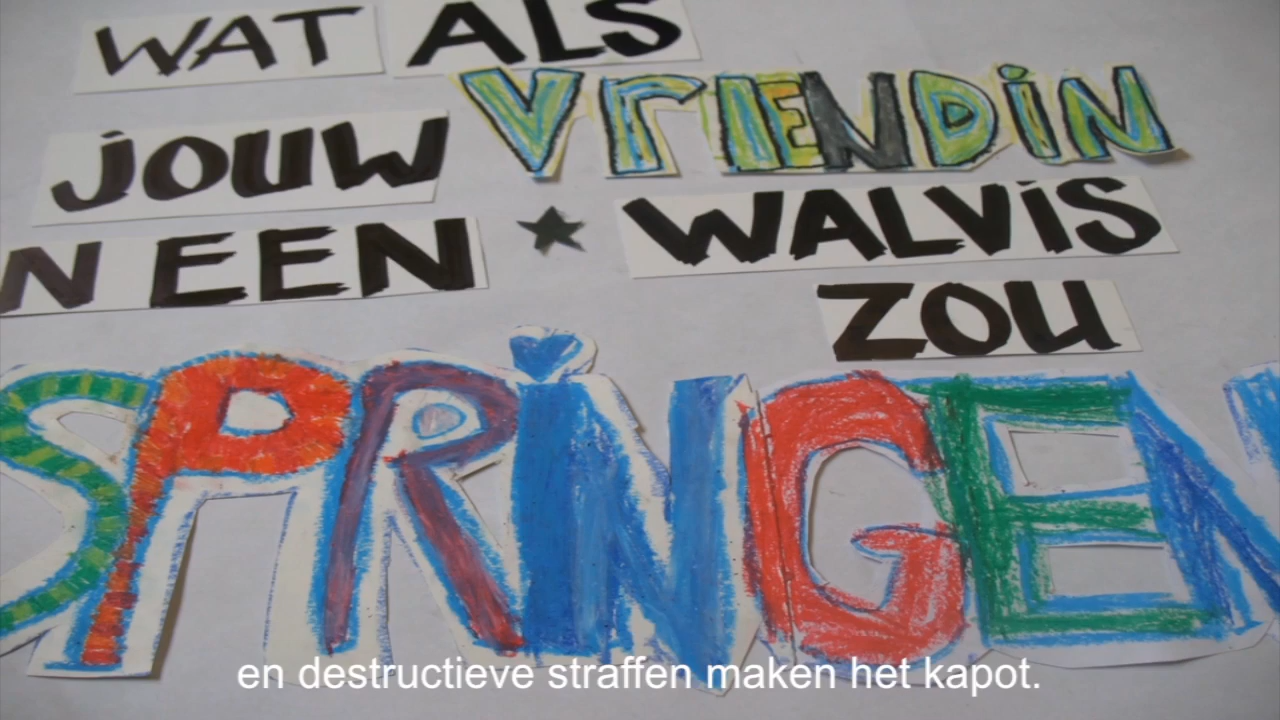 WAT ALS
JOUW VRIENDIN
N EEN WALVIS
ZOU
SPRINGEN
en destructieve straffen maken het kapot.